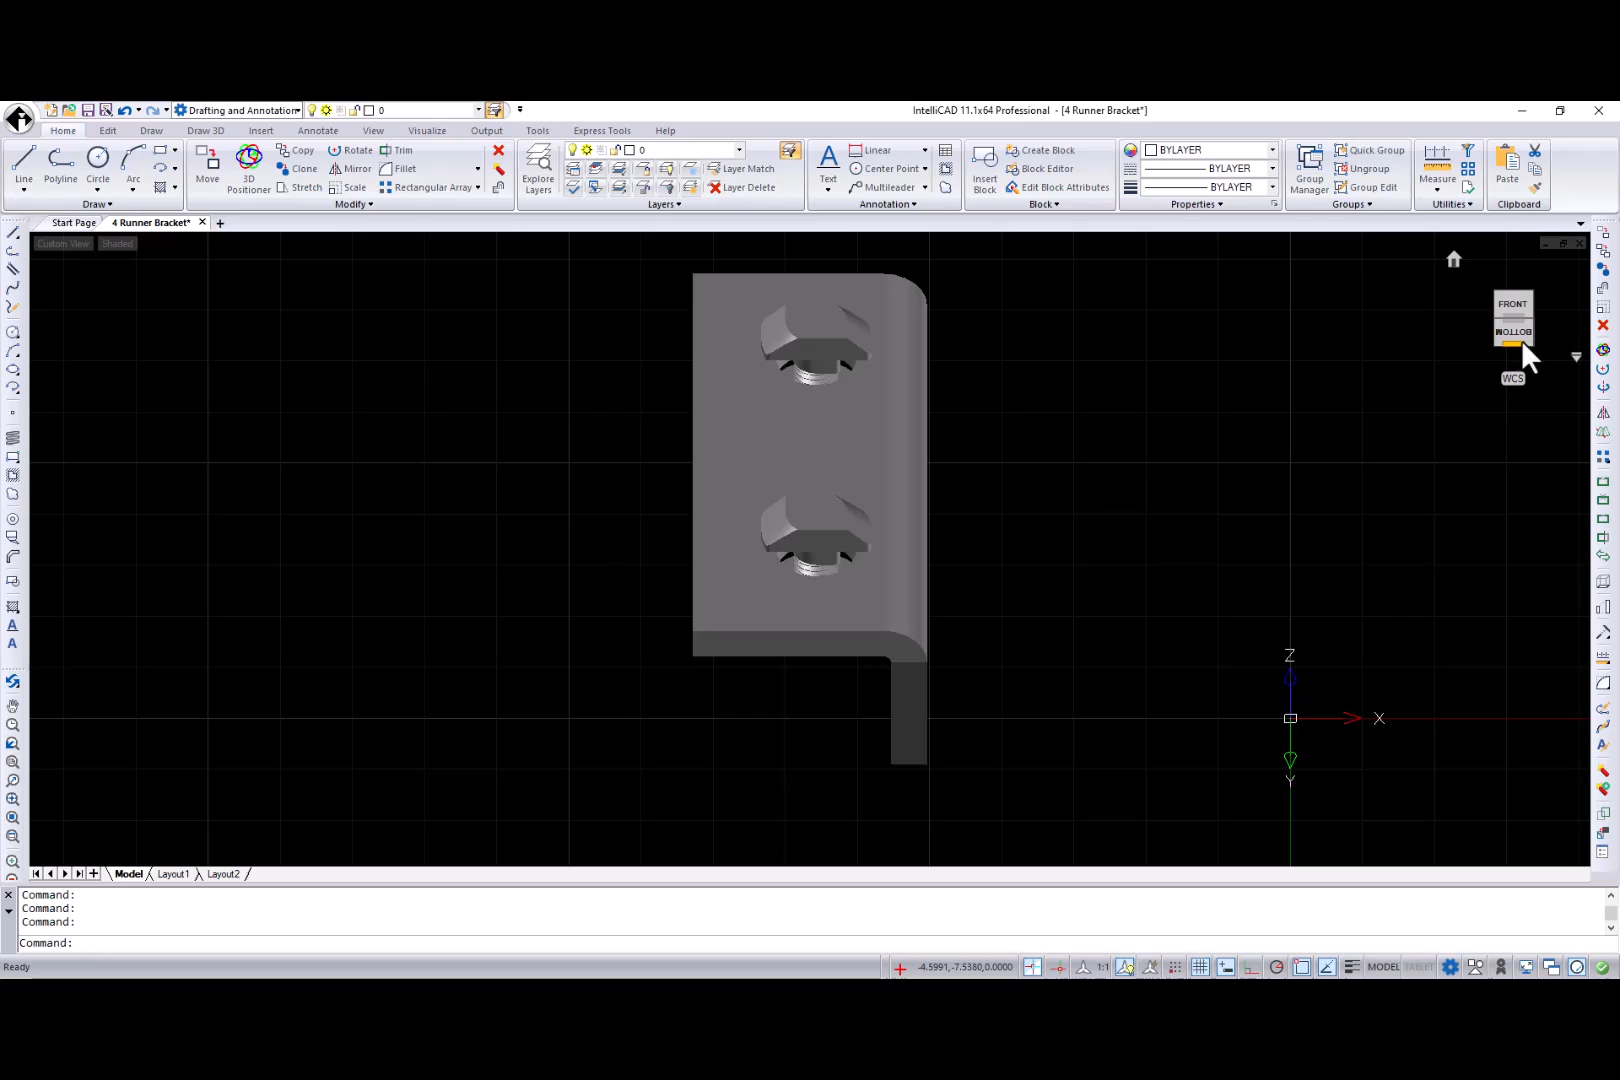 Drafting and Annotation
0
IntelliCAD 11.1x64 Professional - [4 Runner Bracket*]
Home Edit Draw Draw 3D Insert Annotate View Visualize Output Tools Express Tools Help
Line Polyline Circle Arc
Draw
Move 3D Positioner
Copy Rotate Trim
Clone Mirror Fillet
Stretch Scale Rectangular Array
Modify
Explore Layers
0
Layer Match
Layer Delete
Layers
Text
Linear
Center Point
Multileader
Annotation
Insert Block
Create Block
Block Editor
Edit Block Attributes
Block
BYLAYER
BYLAYER
BYLAYER
Properties
Group Manager
Quick Group
Ungroup
Group Edit
Groups
Measure
Utilities
Paste
Clipboard
Start Page 4 Runner Bracket*
Custom View Shaded
FRONT
BOTTOM
WCS
Z
X
Y
Model Layout1 Layout2
Command:
Command:
Command:
Command:
Ready
-4.5991,-7.5380,0.0000
1:1
MODEL TABLET